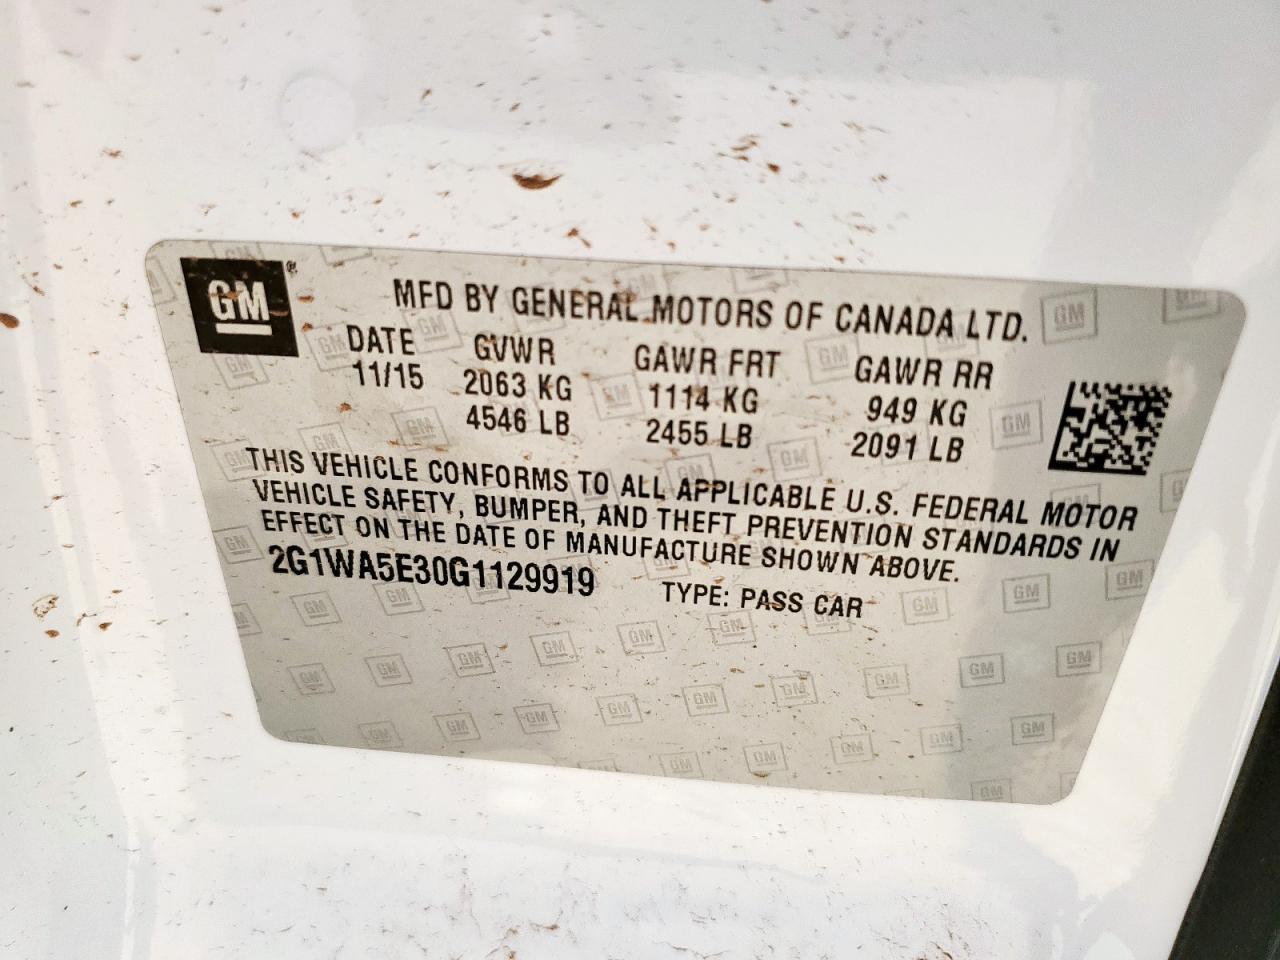 GM®
MFD BY GENERAL MOTORS OF CANADA LTD.
DATE GVWR GAWR FRT GAWR RR
11/15 2063 KG 1114 KG 949 KG
4546 LB 2455 LB 2091 LB
THIS VEHICLE CONFORMS TO ALL APPLICABLE U.S. FEDERAL MOTOR
VEHICLE SAFETY, BUMPER, AND THEFT PREVENTION STANDARDS IN
EFFECT ON THE DATE OF MANUFACTURE SHOWN ABOVE.
2G1WA5E30G1129919 TYPE: PASS CAR